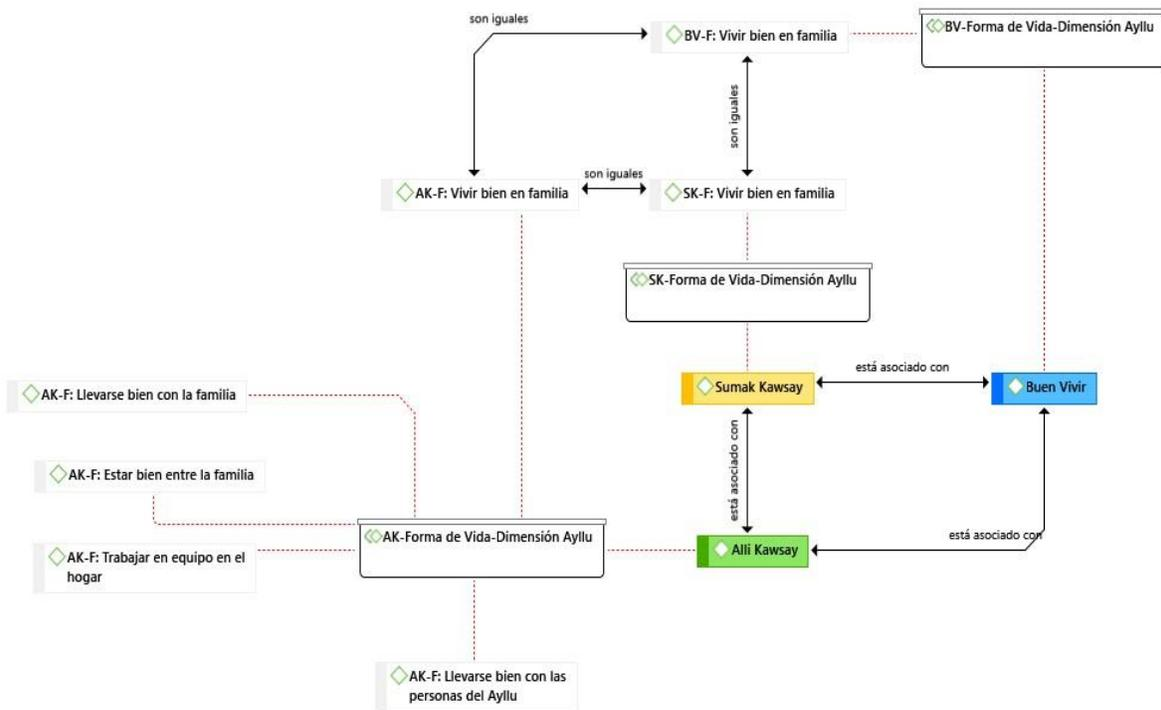 son iguales
BV-F: Vivir bien en familia
BV-Forma de Vida-Dimensión Ayllu
son iguales
son iguales
AK-F: Vivir bien en familia
SK-F: Vivir bien en familia
SK-Forma de Vida-Dimensión Ayllu
está asociado con
Sumak Kawsay
Buen Vivir
AK-F: Llevarse bien con la familia
está asociado con
AK-F: Estar bien entre la familia
AK-Forma de Vida-Dimensión Ayllu
está asociado con
Alli Kawsay
AK-F: Trabajar en equipo en el
hogar
AK-F: Llevarse bien con las
personas del Ayllu